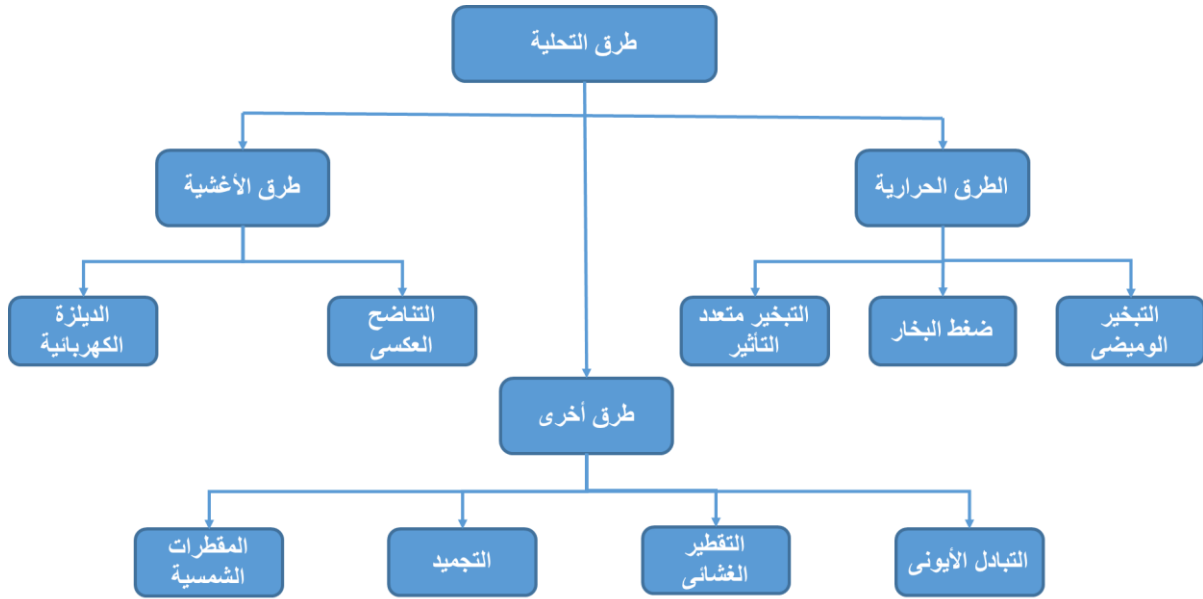 طرق التحلية
الطرق الحرارية
طرق الأغشية
التبخير
الوميضى
ضغط البخار
التبخير متعدد
التأثير
التناضح
العكسى
الديلزة
الكهربائية
طرق أخرى
التبادل الأيونى
التقطير
الغشائى
التجميد
المقطرات
الشمسية